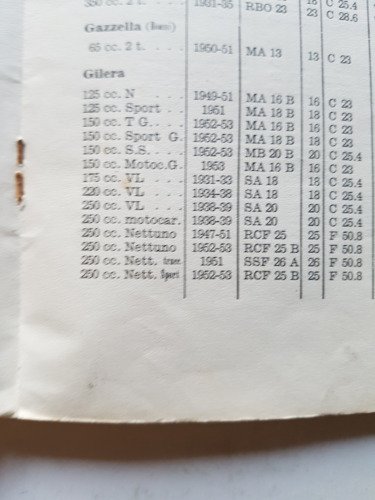 350 cc. 2 t. . . 1931-35 RBO 23 23 C 28.6
Gazzella
65 cc. 2 t. . . . 1950-51 MA 13 13 C 23
Gilera
125 cc. N . . . 1949-51 MA 16 B 16 C 23
125 cc. Sport . . 1951 MA 18 B 18 C 23
150 cc. T G. . . 1952-53 MA 16 B 16 C 23
150 cc. Sport G. 1952-53 MA 18 B 18 C 23
150 cc. S.S. . . . 1952-53 MB 20 B 20 C 25.4
150 cc. Motoc.G. 1953 MA 16 B 16 C 23
175 cc. VL . . . 1931-33 SA 18 18 C 25.4
220 cc. VL . . . 1934-38 SA 18 18 C 25.4
250 cc. VL . . . 1938-39 SA 20 20 C 25.4
250 cc. motocar. 1938-39 SA 20 20 C 25.4
250 cc. Nettuno 1947-51 RCF 25 25 F 50.8
250 cc. Nettuno 1952-53 RCF 25 B 25 F 50.8
250 cc. Nett. 1951 SSF 26 A 26 F 50.8
250 cc. Nett. Sport 1952-53 RCF 25 B 25 F 50.8